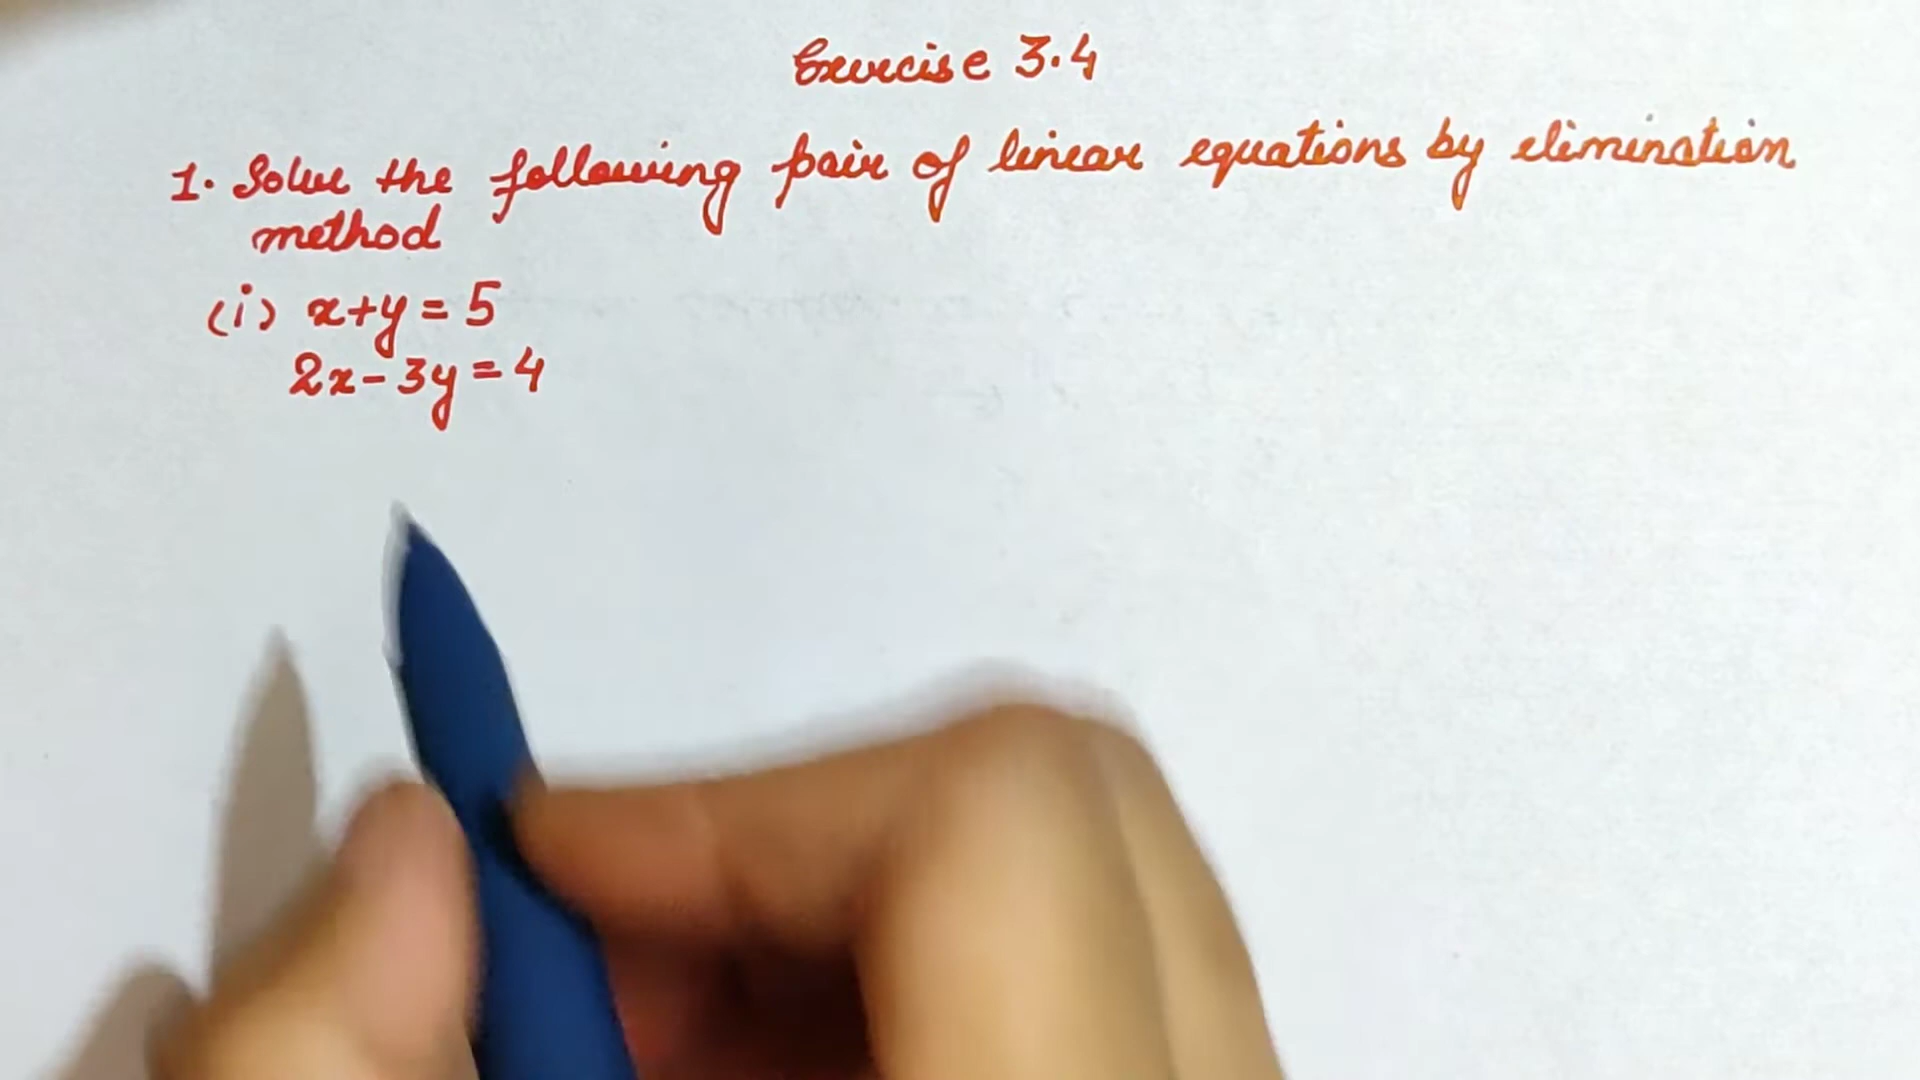 Exercise 3.4
1. Solve the following pair of linear equations by elimination
method
(i) x+y = 5
2x - 3y = 4